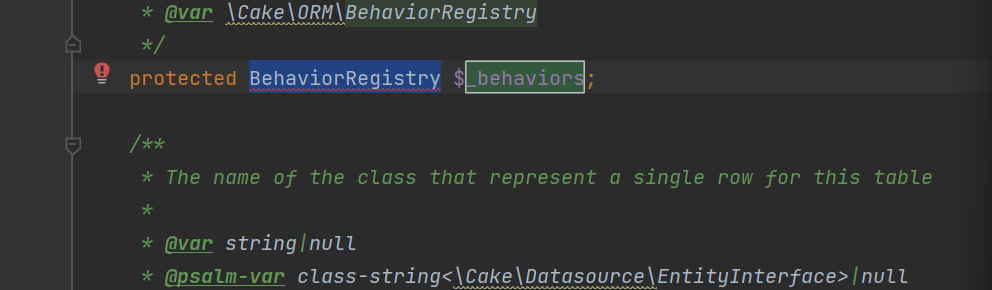 * @var \Cake\ORM\BehaviorRegistry
*/
protected BehaviorRegistry $_behaviors;
/**
* The name of the class that represent a single row for this table
*
* @var string|null
* @psalm-var class-string<\Cake\Datasource\EntityInterface>|null